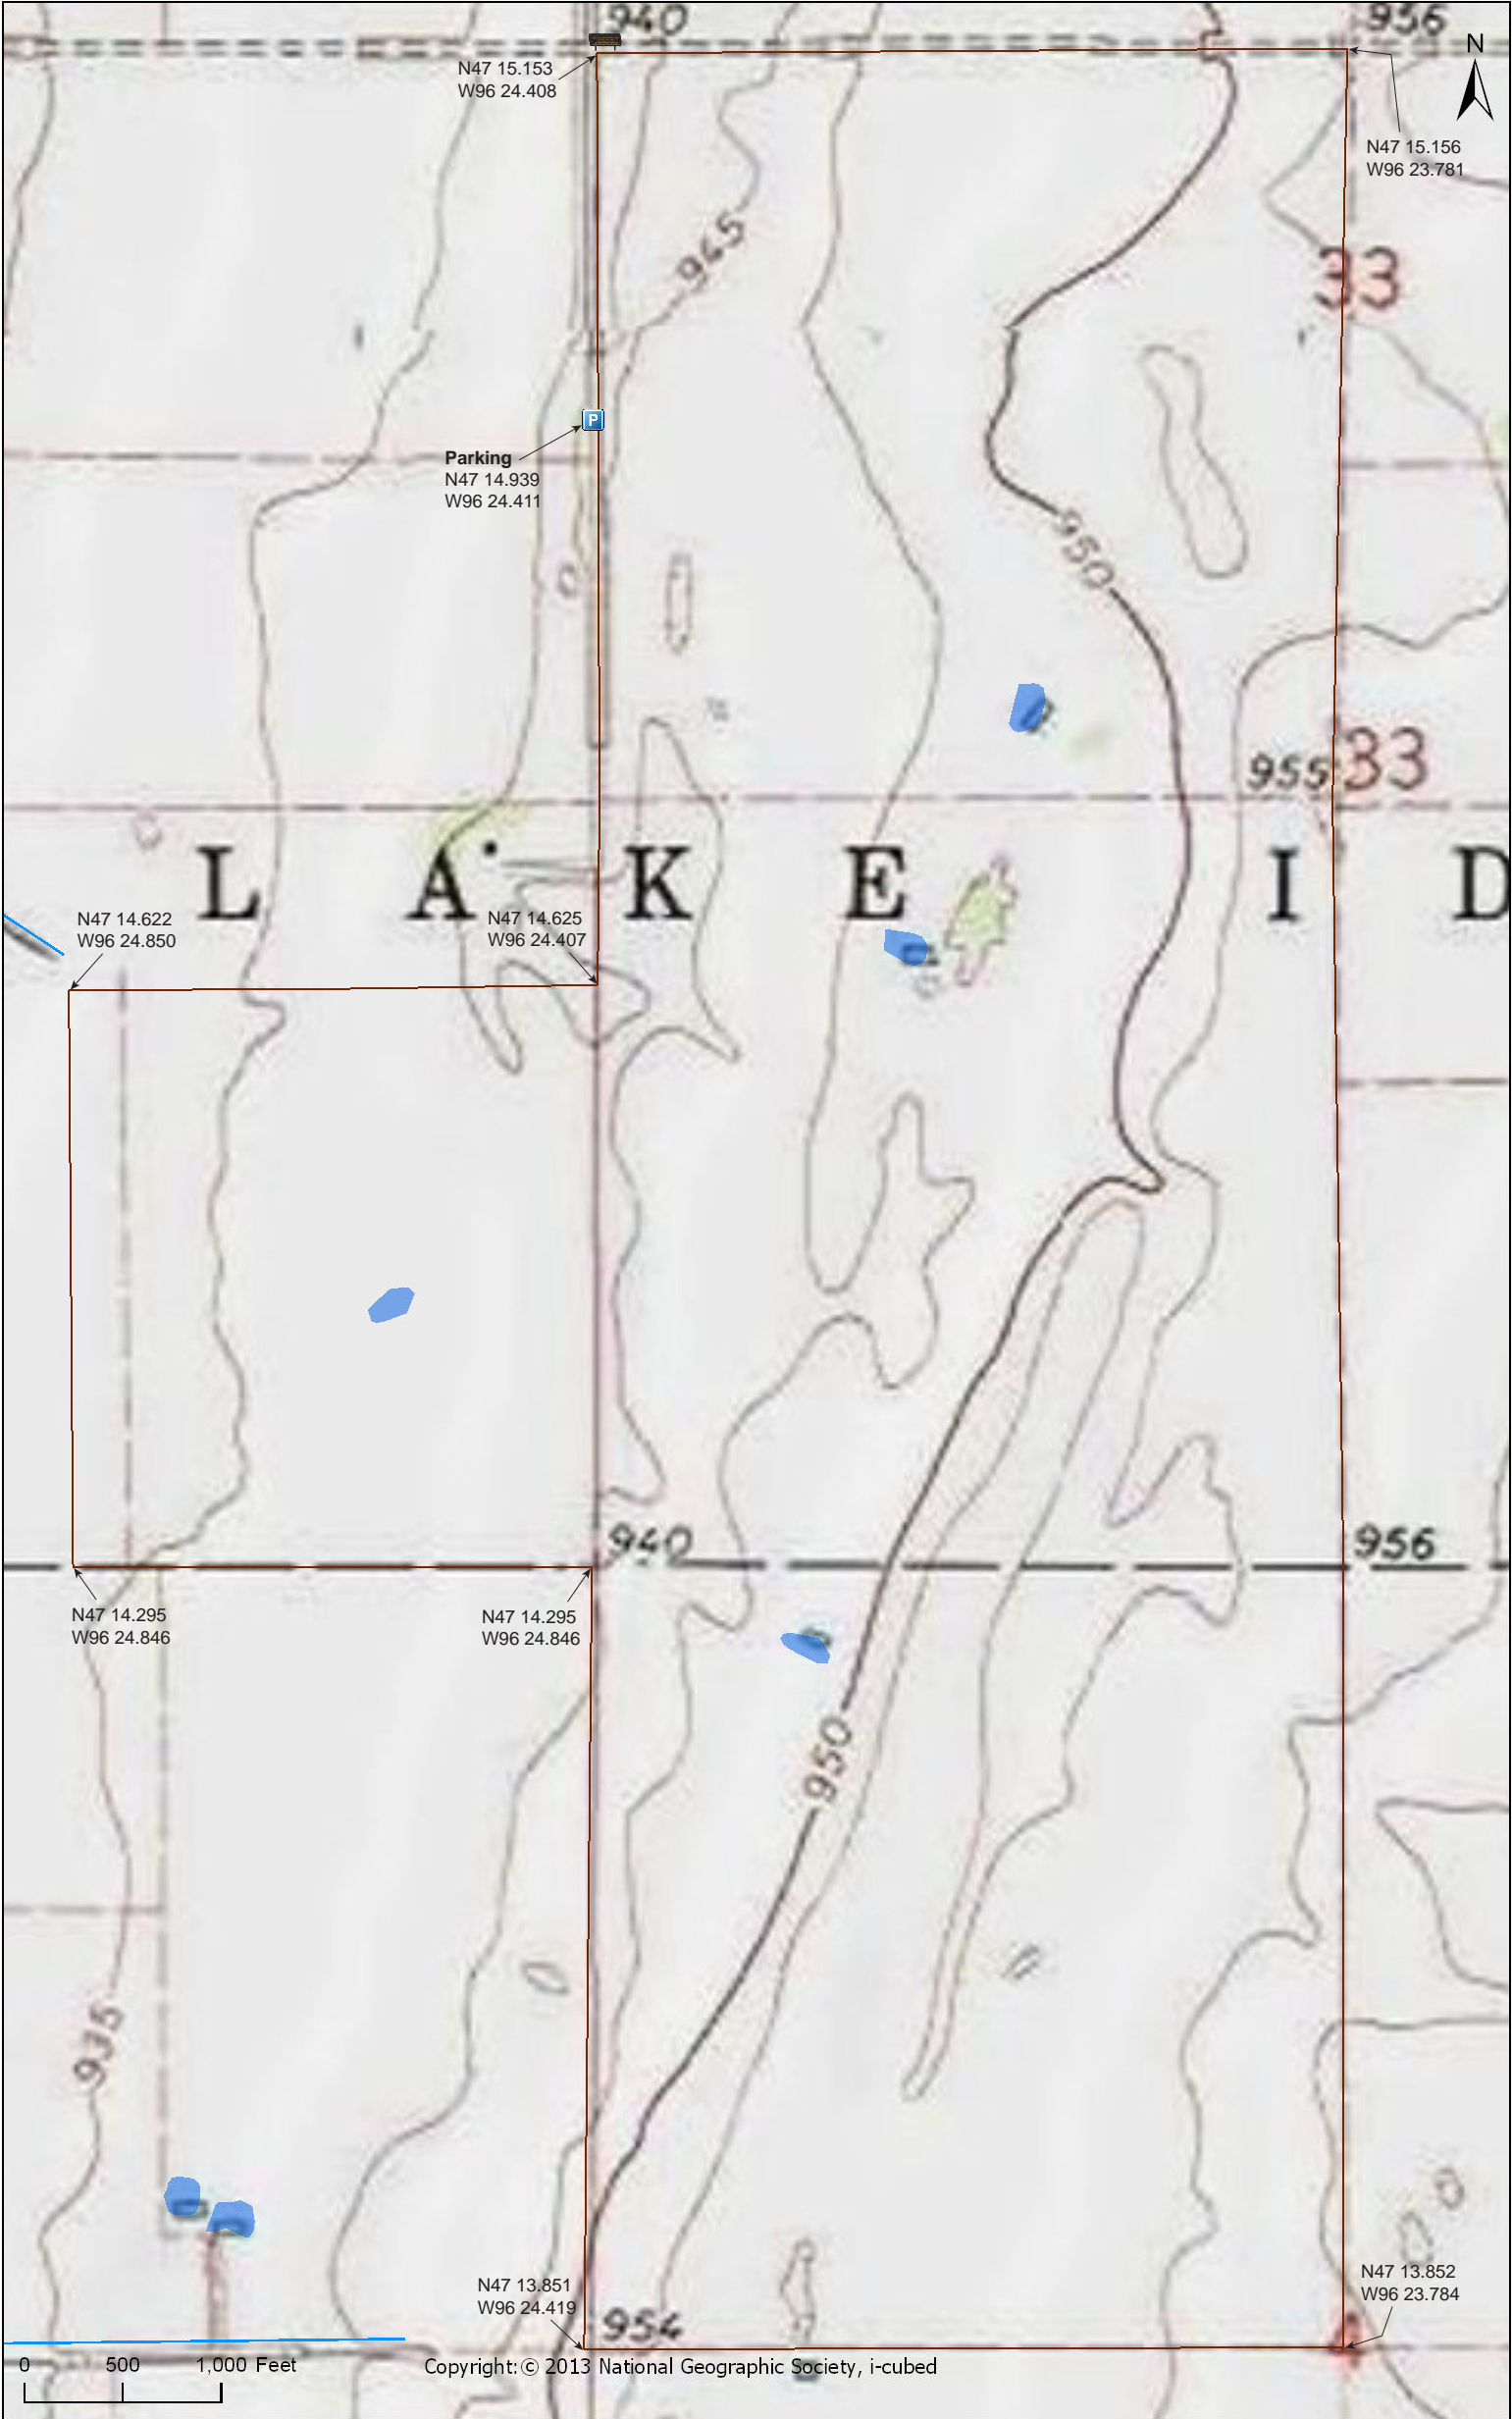 940
956
N
N47 15.153
W96 24.408
N47 15.156
W96 23.781
945
33
P
Parking
N47 14.939
W96 24.411
950
955
33
L A K E I D
N47 14.622
W96 24.850
N47 14.625
W96 24.407
940
956
N47 14.295
W96 24.846
N47 14.295
W96 24.846
950
935
N47 13.851
W96 24.419
954
N47 13.852
W96 23.784
0 500 1,000 Feet
Copyright:© 2013 National Geographic Society, i-cubed